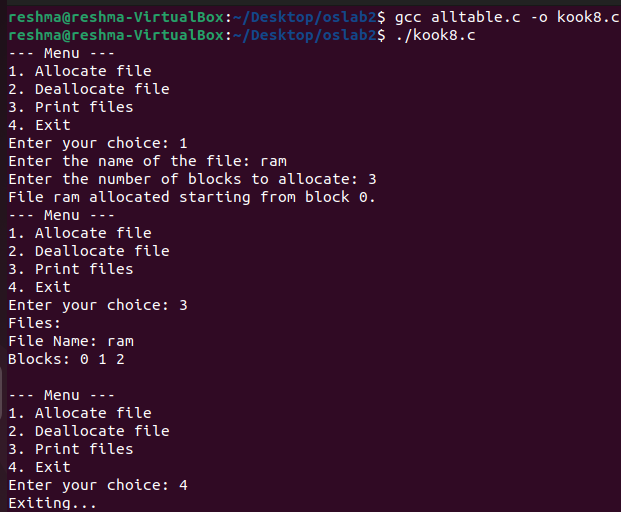 reshma@reshma-VirtualBox:~/Desktop/oslab2$ gcc alltable.c -o kook8.c
reshma@reshma-VirtualBox:~/Desktop/oslab2$ ./kook8.c
--- Menu ---
1. Allocate file
2. Deallocate file
3. Print files
4. Exit
Enter your choice: 1
Enter the name of the file: ram
Enter the number of blocks to allocate: 3
File ram allocated starting from block 0.
--- Menu ---
1. Allocate file
2. Deallocate file
3. Print files
4. Exit
Enter your choice: 3
Files:
File Name: ram
Blocks: 0 1 2
--- Menu ---
1. Allocate file
2. Deallocate file
3. Print files
4. Exit
Enter your choice: 4
Exiting...